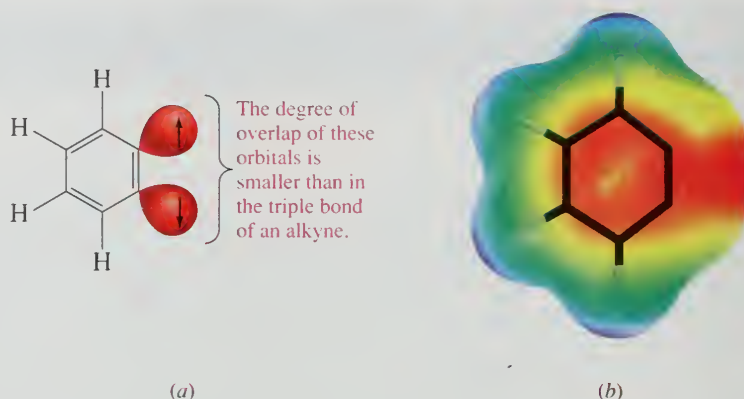 H
H
H
H
The degree of
overlap of these
orbitals is
smaller than in
the triple bond
of an alkyne.
(a)
(b)